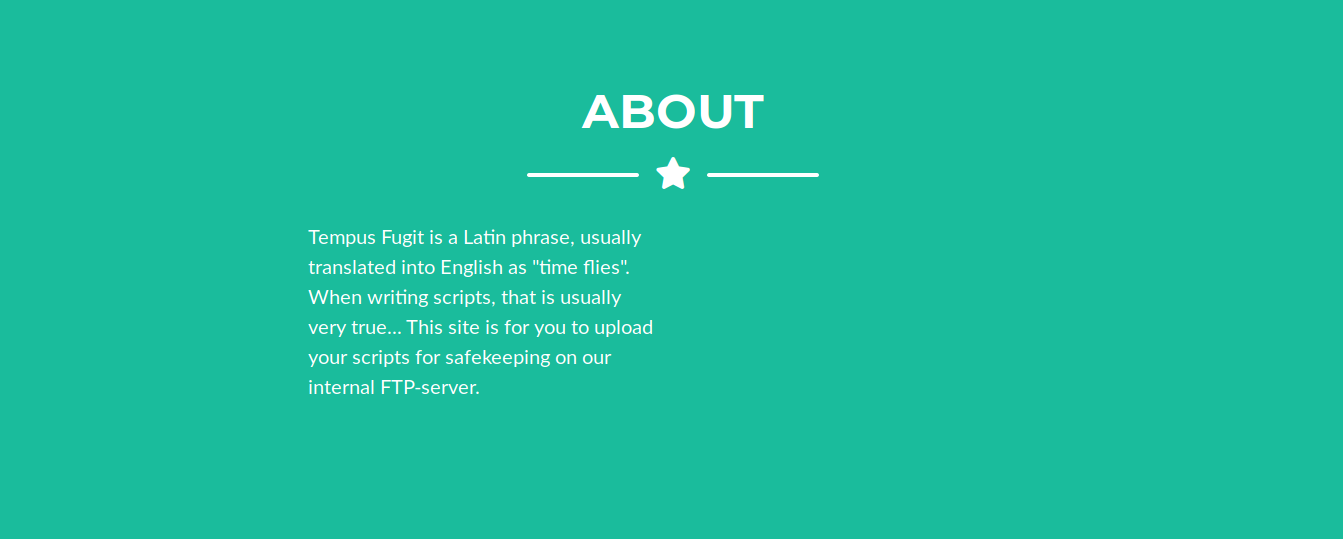 ABOUT
Tempus Fugit is a Latin phrase, usually
translated into English as "time flies".
When writing scripts, that is usually
very true... This site is for you to upload
your scripts for safekeeping on our
internal FTP-server.